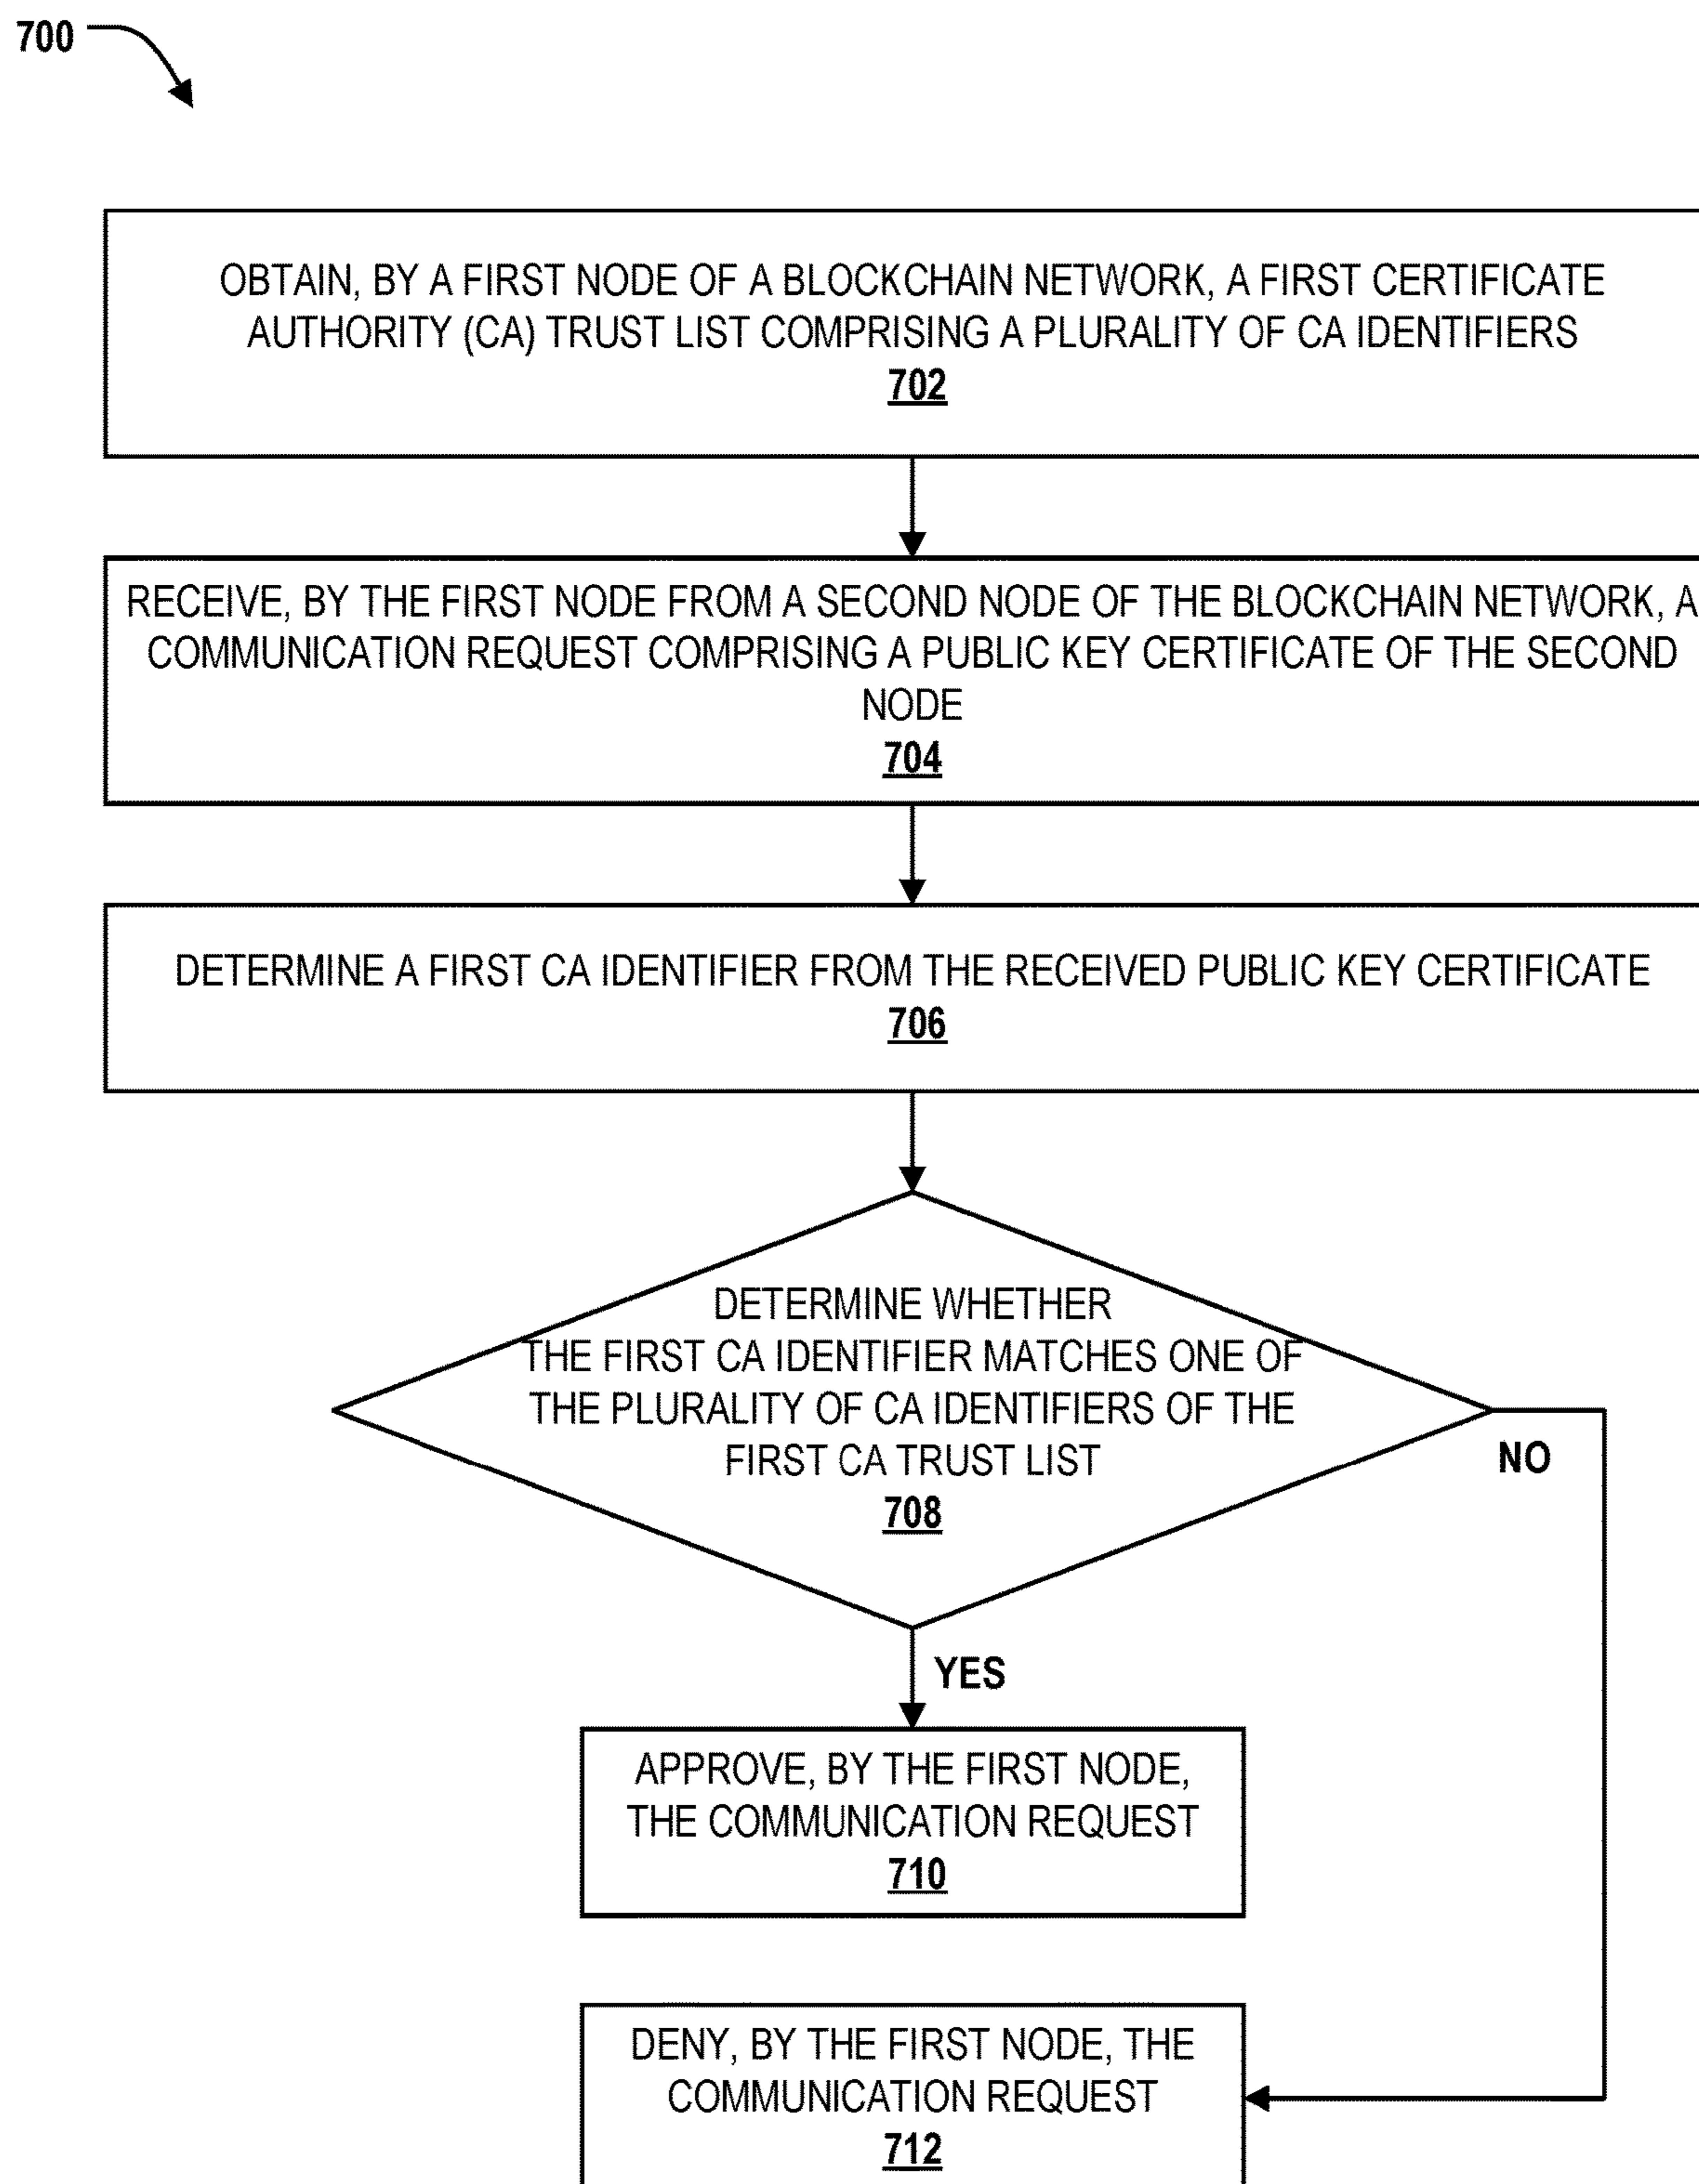 700
OBTAIN, BY A FIRST NODE OF A BLOCKCHAIN NETWORK, A FIRST CERTIFICATE
AUTHORITY (CA) TRUST LIST COMPRISING A PLURALITY OF CA IDENTIFIERS
702
RECEIVE, BY THE FIRST NODE FROM A SECOND NODE OF THE BLOCKCHAIN NETWORK, A
COMMUNICATION REQUEST COMPRISING A PUBLIC KEY CERTIFICATE OF THE SECOND
NODE
704
DETERMINE A FIRST CA IDENTIFIER FROM THE RECEIVED PUBLIC KEY CERTIFICATE
706
DETERMINE WHETHER
THE FIRST CA IDENTIFIER MATCHES ONE OF
THE PLURALITY OF CA IDENTIFIERS OF THE
FIRST CA TRUST LIST
708
NO
YES
APPROVE, BY THE FIRST NODE,
THE COMMUNICATION REQUEST
710
DENY, BY THE FIRST NODE, THE
COMMUNICATION REQUEST
712